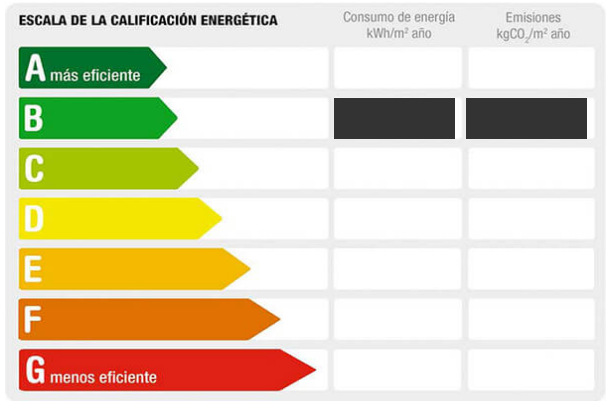 ESCALA DE LA CALIFICACIÓN ENERGÉTICA
Consumo de energía
kWh/m² año
Emisiones
kgCO₂/m² año
A más eficiente
B
C
D
E
F
G menos eficiente